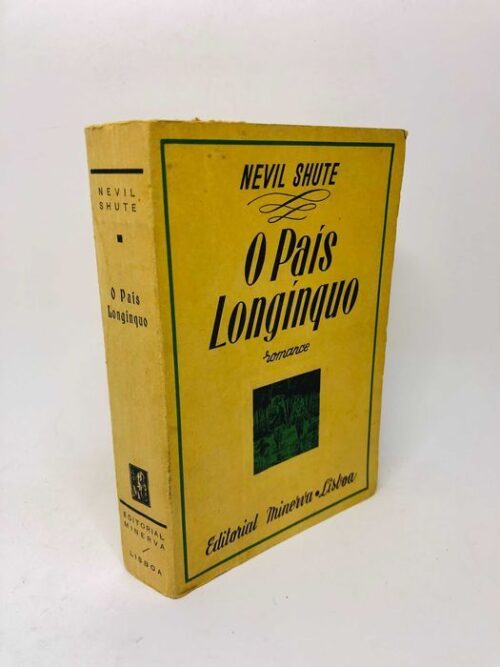 NEVIL
SHUTE
O País
Longínquo
EDITORIAL
MINERVA
LISBOA
NEVIL SHUTE
O País
Longínquo
romance
Editorial Minerva • Lisboa